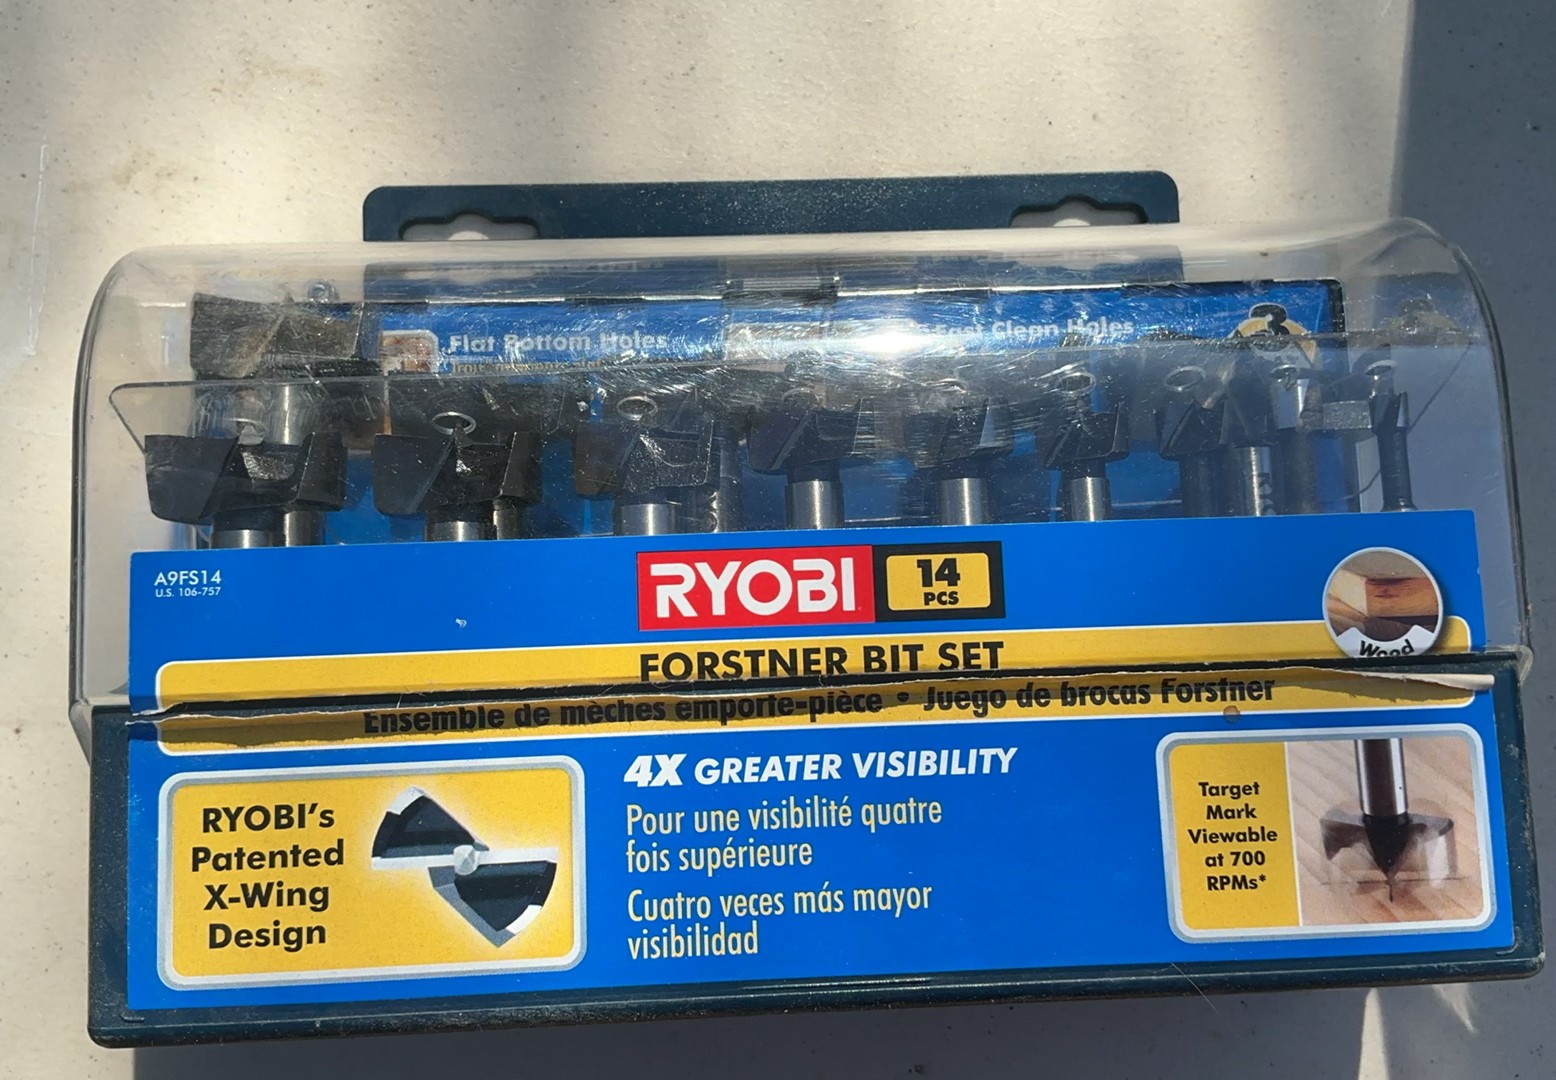 Flat Bottom Holes
Fast Clean Holes
3
A9FS14
U.S. 106-757
RYOBI
14
PCS
Wood
FORSTNER BIT SET
Ensemble de mèches emporte-pièce • Juego de brocas Forstner
RYOBI's
Patented
X-Wing
Design
4X GREATER VISIBILITY
Pour une visibilité quatre
fois supérieure
Cuatro veces más mayor
visibilidad
Target
Mark
Viewable
at 700
RPMs*